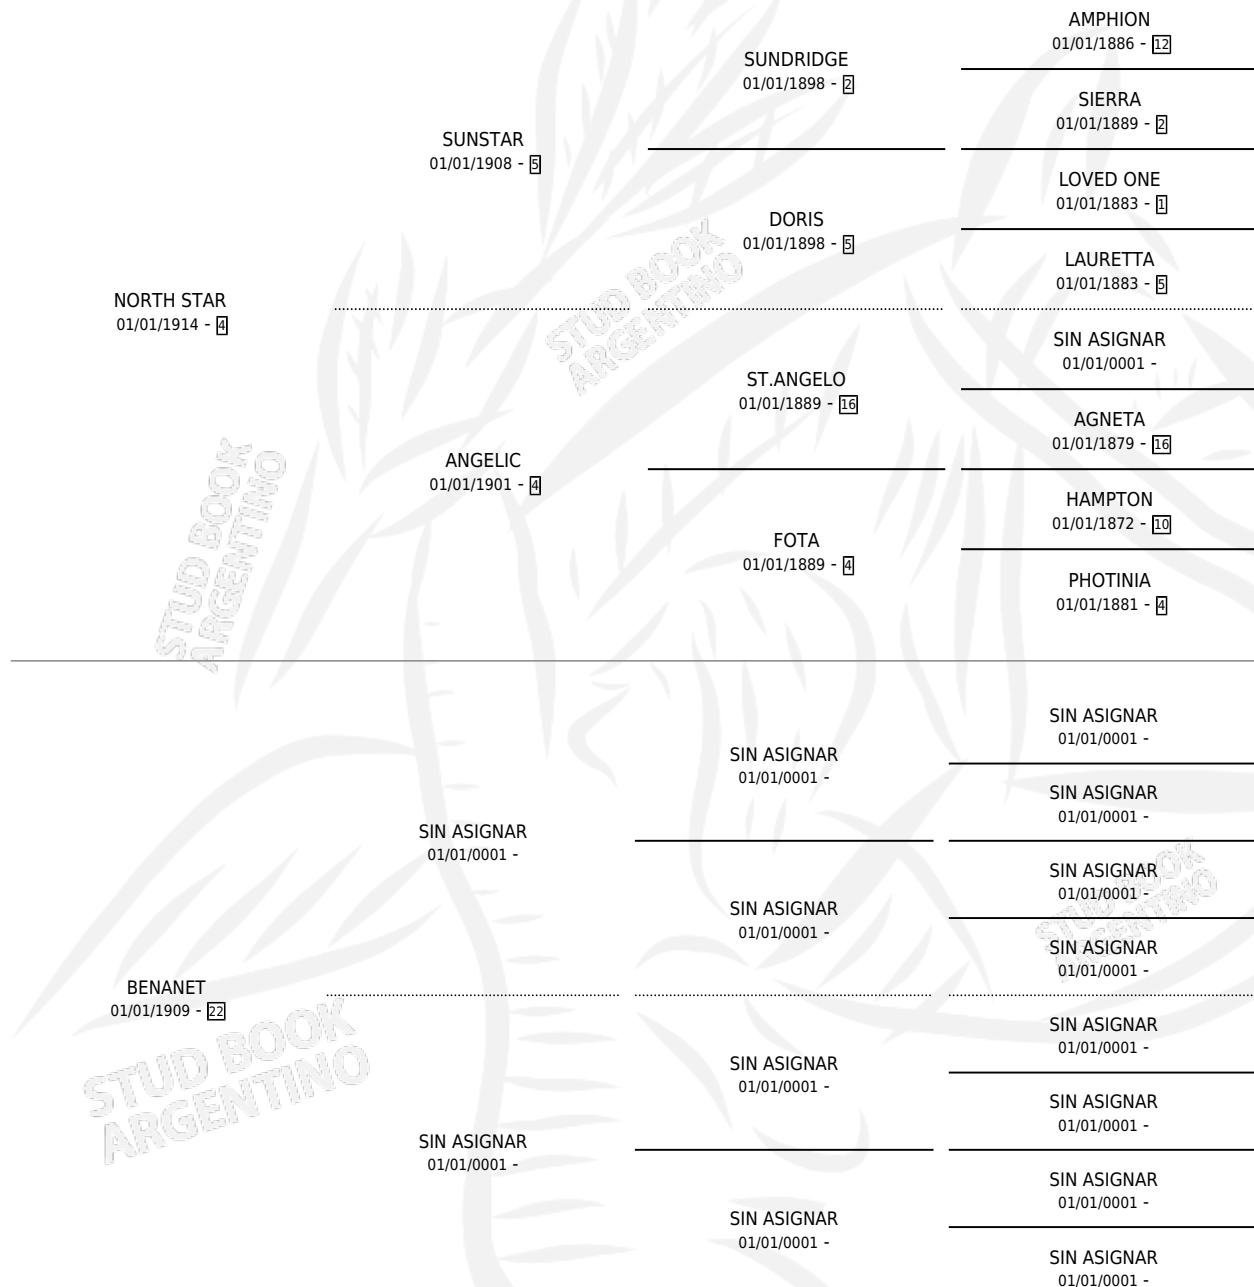 AMPHION
01/01/1886 - 12
SUNDRIDGE
01/01/1898 - 2
SIERRA
01/01/1889 - 2
SUNSTAR
01/01/1908 - 5
LOVED ONE
01/01/1883 - 1
DORIS
01/01/1898 - 5
LAURETTA
01/01/1883 - 5
NORTH STAR
01/01/1914 - 4
SIN ASIGNAR
01/01/0001 -
ST.ANGELO
01/01/1889 - 16
AGNETA
01/01/1879 - 16
ANGELIC
01/01/1901 - 4
HAMPTON
01/01/1872 - 10
FOTA
01/01/1889 - 4
PHOTINIA
01/01/1881 - 4
STUD BOOK
ARGENTINO
STUD BOOK
ARGENTINO
SIN ASIGNAR
01/01/0001 -
SIN ASIGNAR
01/01/0001 -
SIN ASIGNAR
01/01/0001 -
SIN ASIGNAR
01/01/0001 -
SIN ASIGNAR
01/01/0001 -
SIN ASIGNAR
01/01/0001 -
SIN ASIGNAR
01/01/0001 -
BENANET
01/01/1909 - 22
SIN ASIGNAR
01/01/0001 -
SIN ASIGNAR
01/01/0001 -
SIN ASIGNAR
01/01/0001 -
SIN ASIGNAR
01/01/0001 -
SIN ASIGNAR
01/01/0001 -
SIN ASIGNAR
01/01/0001 -
SIN ASIGNAR
01/01/0001 -
STUD BOOK
ARGENTINO
STUD BOOK
ARGENTINO